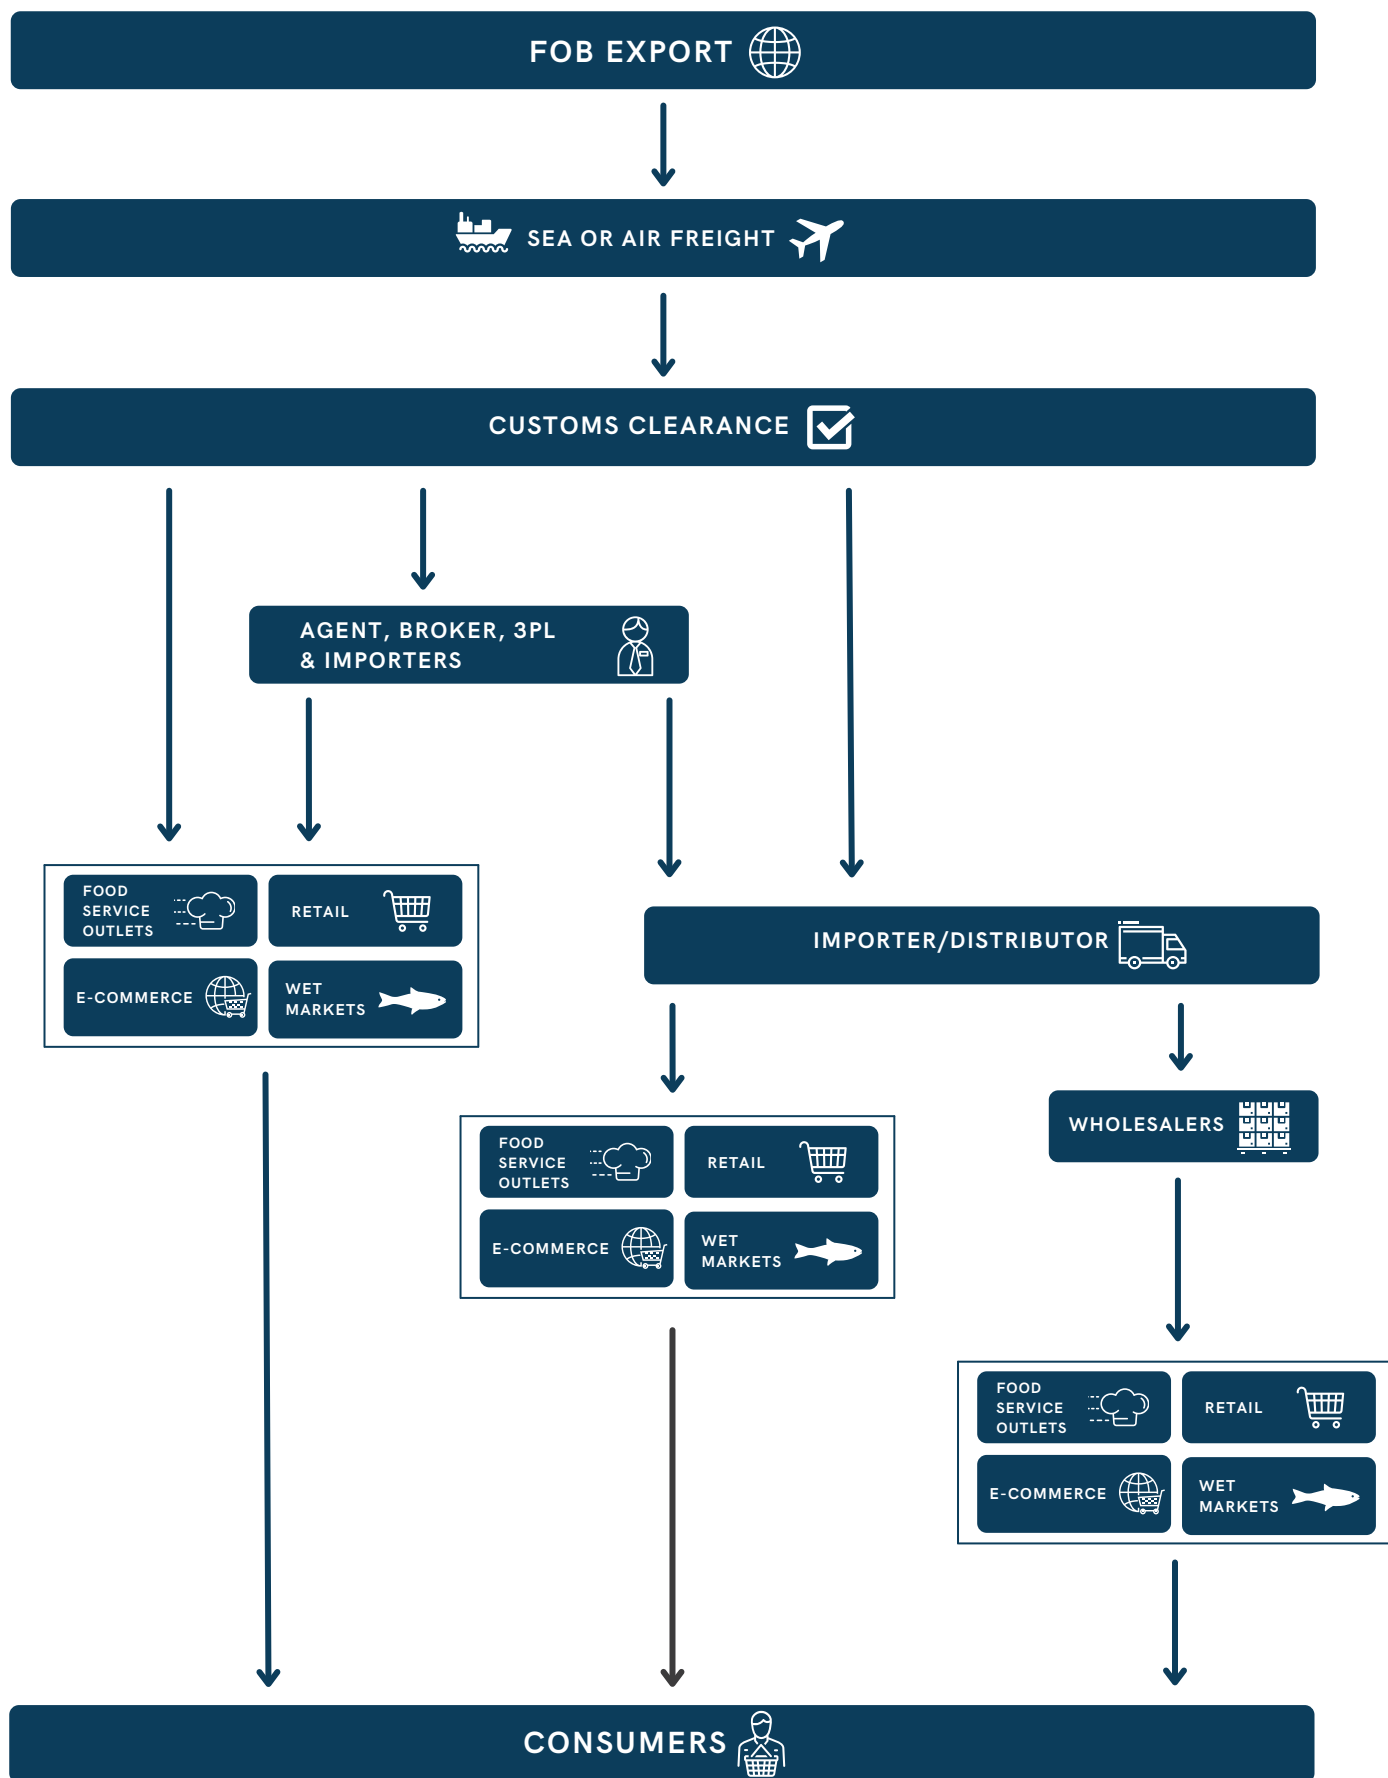 FOB EXPORT
SEA OR AIR FREIGHT
CUSTOMS CLEARANCE
AGENT, BROKER, 3PL
& IMPORTERS
FOOD
SERVICE
OUTLETS
RETAIL
E-COMMERCE
WET
MARKETS
IMPORTER/DISTRIBUTOR
WHOLESALERS
FOOD
SERVICE
OUTLETS
RETAIL
E-COMMERCE
WET
MARKETS
FOOD
SERVICE
OUTLETS
RETAIL
E-COMMERCE
WET
MARKETS
CONSUMERS